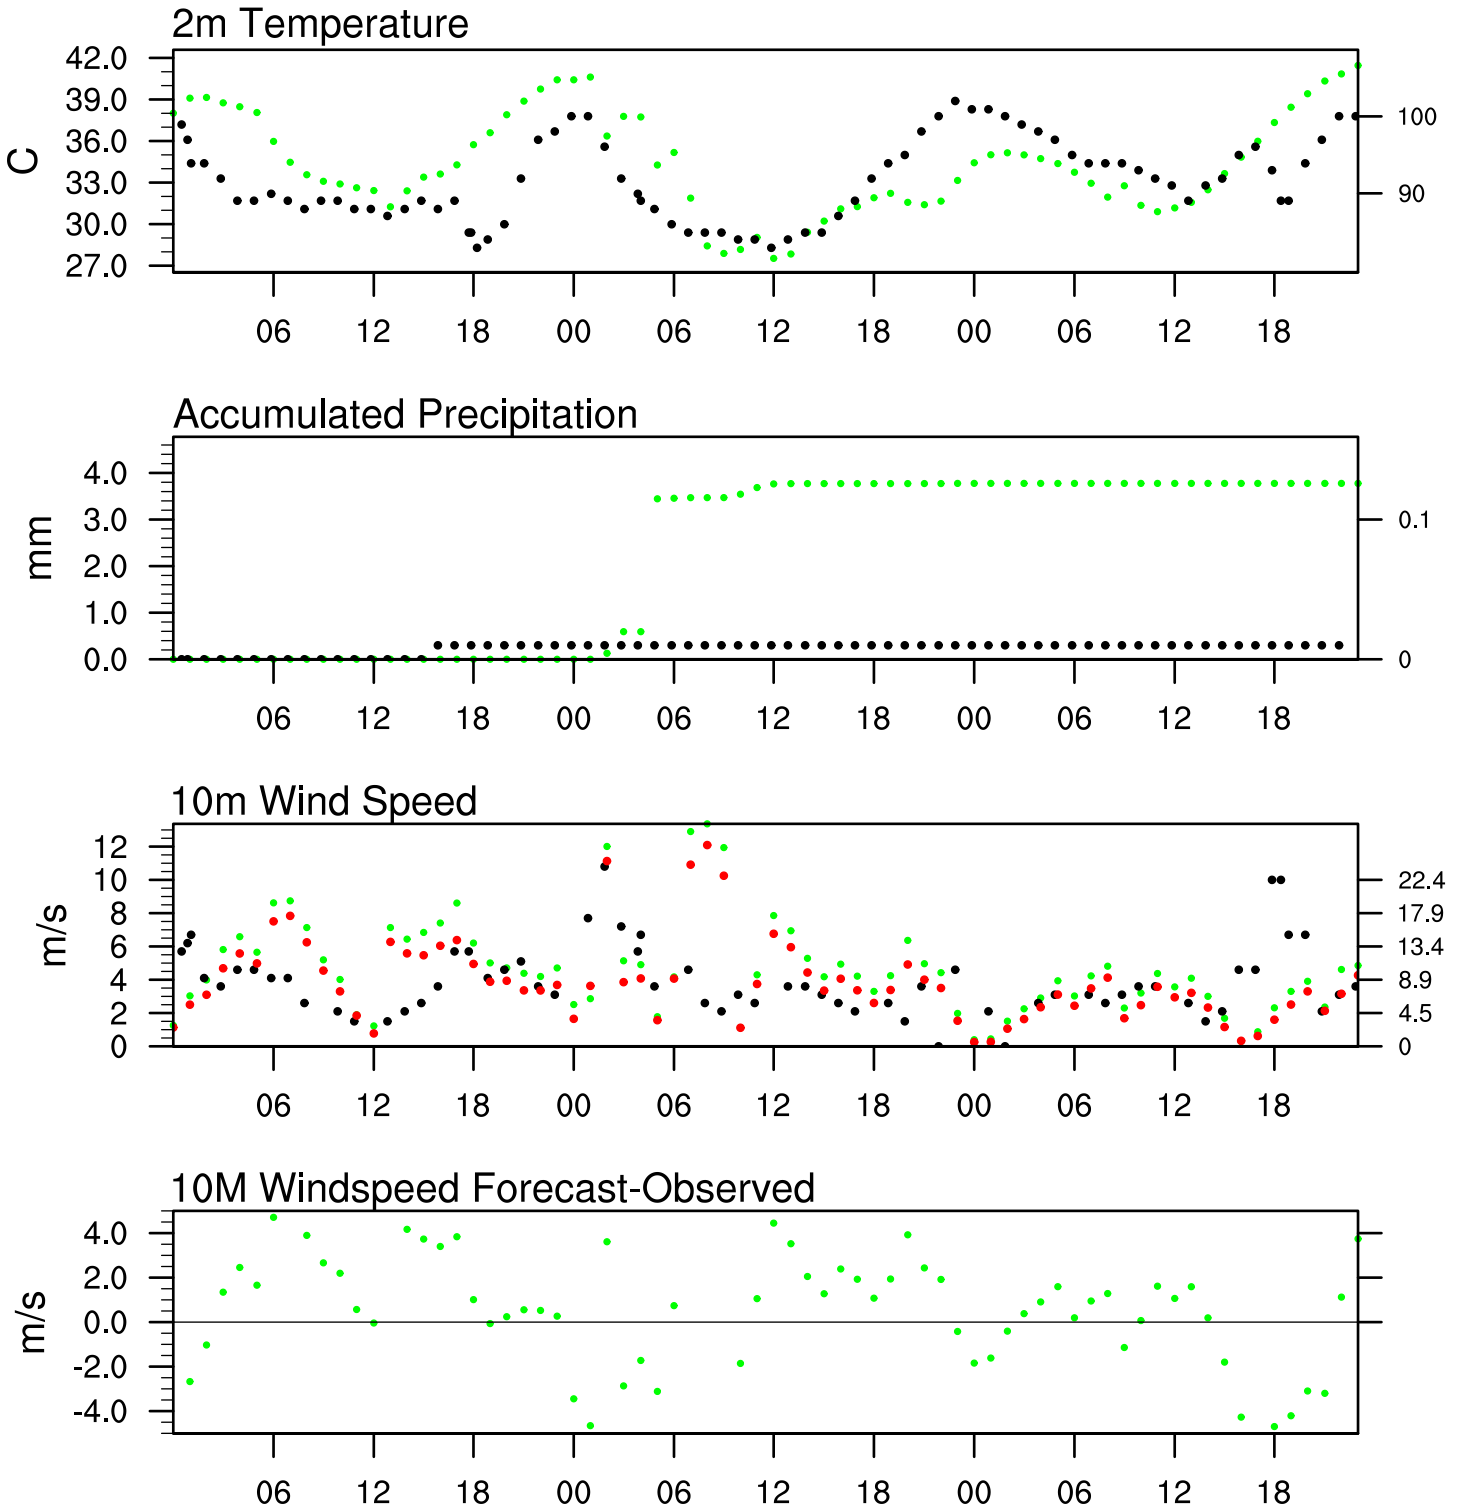 2m Temperature
42.0
39.0
36.0
33.0
30.0
27.0
C
100
90
06 12 18 00 06 12 18 00 06 12 18
Accumulated Precipitation
4.0
3.0
2.0
1.0
0.0
mm
0.1
0
06 12 18 00 06 12 18 00 06 12 18
10m Wind Speed
12
10
8
6
4
2
0
m/s
22.4
17.9
13.4
8.9
4.5
0
06 12 18 00 06 12 18 00 06 12 18
10M Windspeed Forecast-Observed
4.0
2.0
0.0
-2.0
-4.0
m/s
06 12 18 00 06 12 18 00 06 12 18